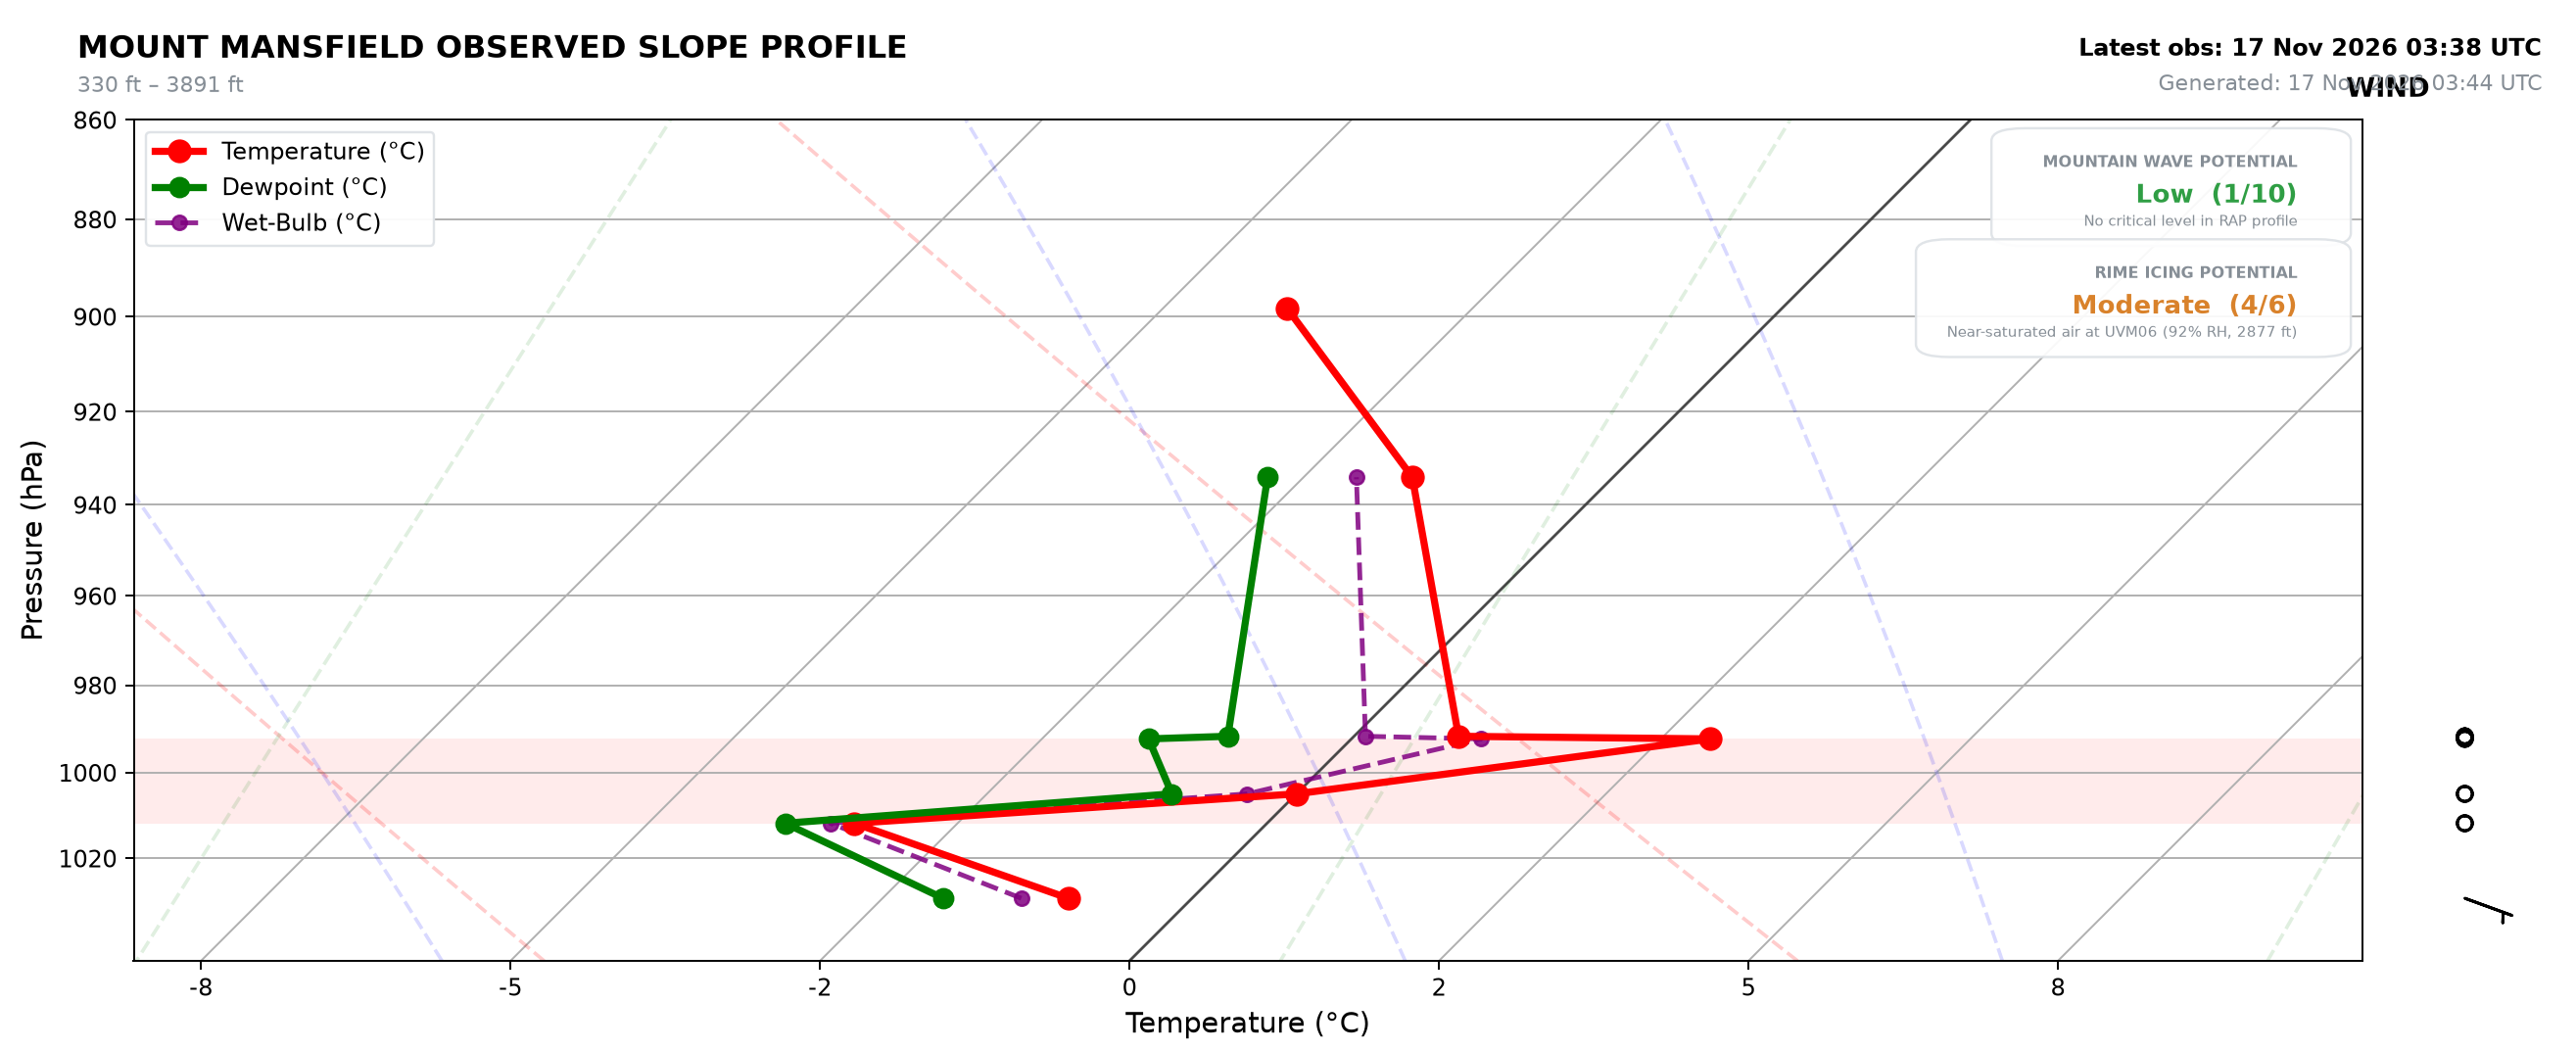 MOUNT MANSFIELD OBSERVED SLOPE PROFILE
330 ft – 3891 ft
Latest obs: 17 Nov 2026 03:38 UTC
Generated: 17 Nov 2026 03:44 UTC
WIND
Temperature (°C)
Dewpoint (°C)
Wet-Bulb (°C)
MOUNTAIN WAVE POTENTIAL
Low (1/10)
No critical level in RAP profile
RIME ICING POTENTIAL
Moderate (4/6)
Near-saturated air at UVM06 (92% RH, 2877 ft)
Pressure (hPa)
860
880
900
920
940
960
980
1000
1020
-8 -5 -2 0 2 5 8
Temperature (°C)